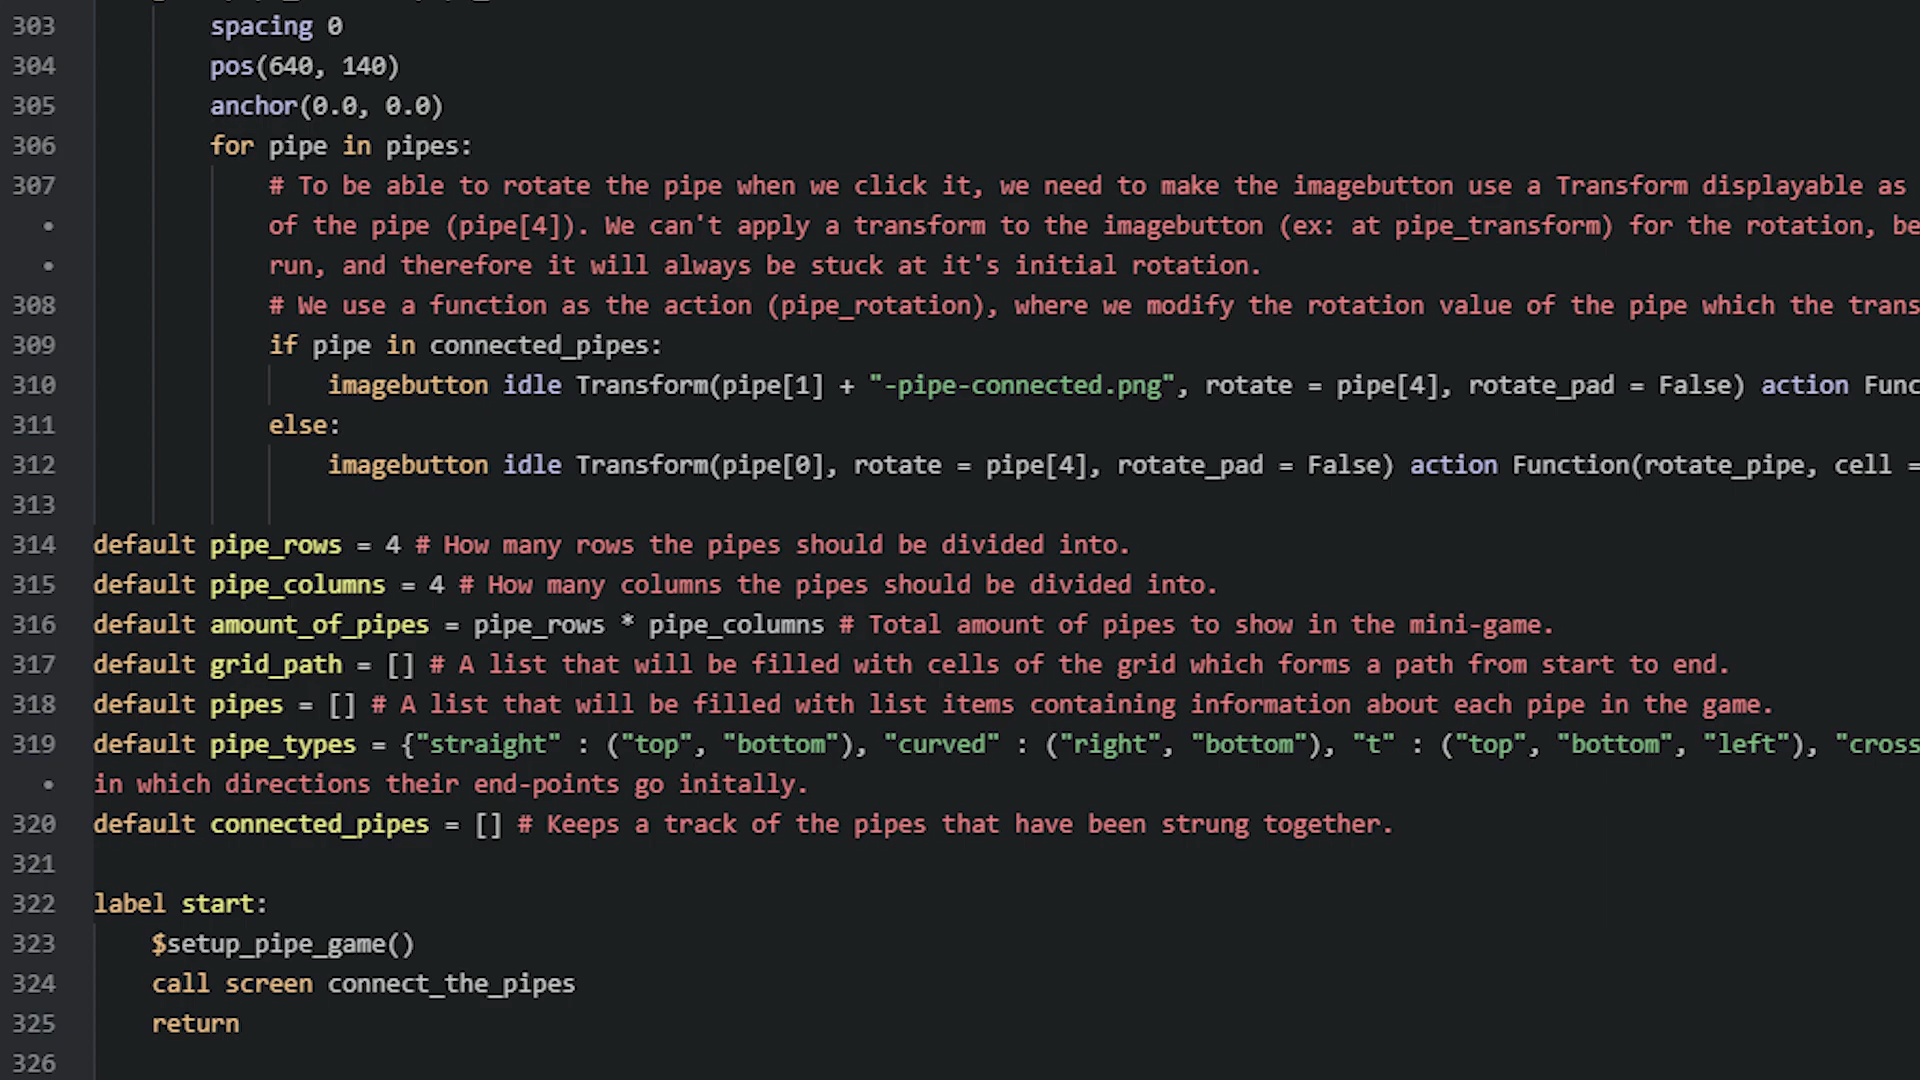 303 spacing 0
304 pos(640, 140)
305 anchor(0.0, 0.0)
306 for pipe in pipes:
307 # To be able to rotate the pipe when we click it, we need to make the imagebutton use a Transform displayable as
of the pipe (pipe[4]). We can't apply a transform to the imagebutton (ex: at pipe_transform) for the rotation, be
run, and therefore it will always be stuck at it's initial rotation.
308 # We use a function as the action (pipe_rotation), where we modify the rotation value of the pipe which the trans
309 if pipe in connected_pipes:
310 imagebutton idle Transform(pipe[1] + "-pipe-connected.png", rotate = pipe[4], rotate_pad = False) action Func
311 else:
312 imagebutton idle Transform(pipe[0], rotate = pipe[4], rotate_pad = False) action Function(rotate_pipe, cell =
313
314 default pipe_rows = 4 # How many rows the pipes should be divided into.
315 default pipe_columns = 4 # How many columns the pipes should be divided into.
316 default amount_of_pipes = pipe_rows * pipe_columns # Total amount of pipes to show in the mini-game.
317 default grid_path = [] # A list that will be filled with cells of the grid which forms a path from start to end.
318 default pipes = [] # A list that will be filled with list items containing information about each pipe in the game.
319 default pipe_types = {"straight" : ("top", "bottom"), "curved" : ("right", "bottom"), "t" : ("top", "bottom", "left"), "cross
in which directions their end-points go initally.
320 default connected_pipes = [] # Keeps a track of the pipes that have been strung together.
321
322 label start:
323 $setup_pipe_game()
324 call screen connect_the_pipes
325 return
326